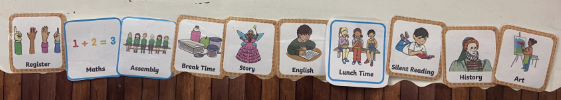 Register
1 + 2 = 3
Maths
Assembly
Break Time
Story
English
Lunch Time
Silent Reading
History
Art